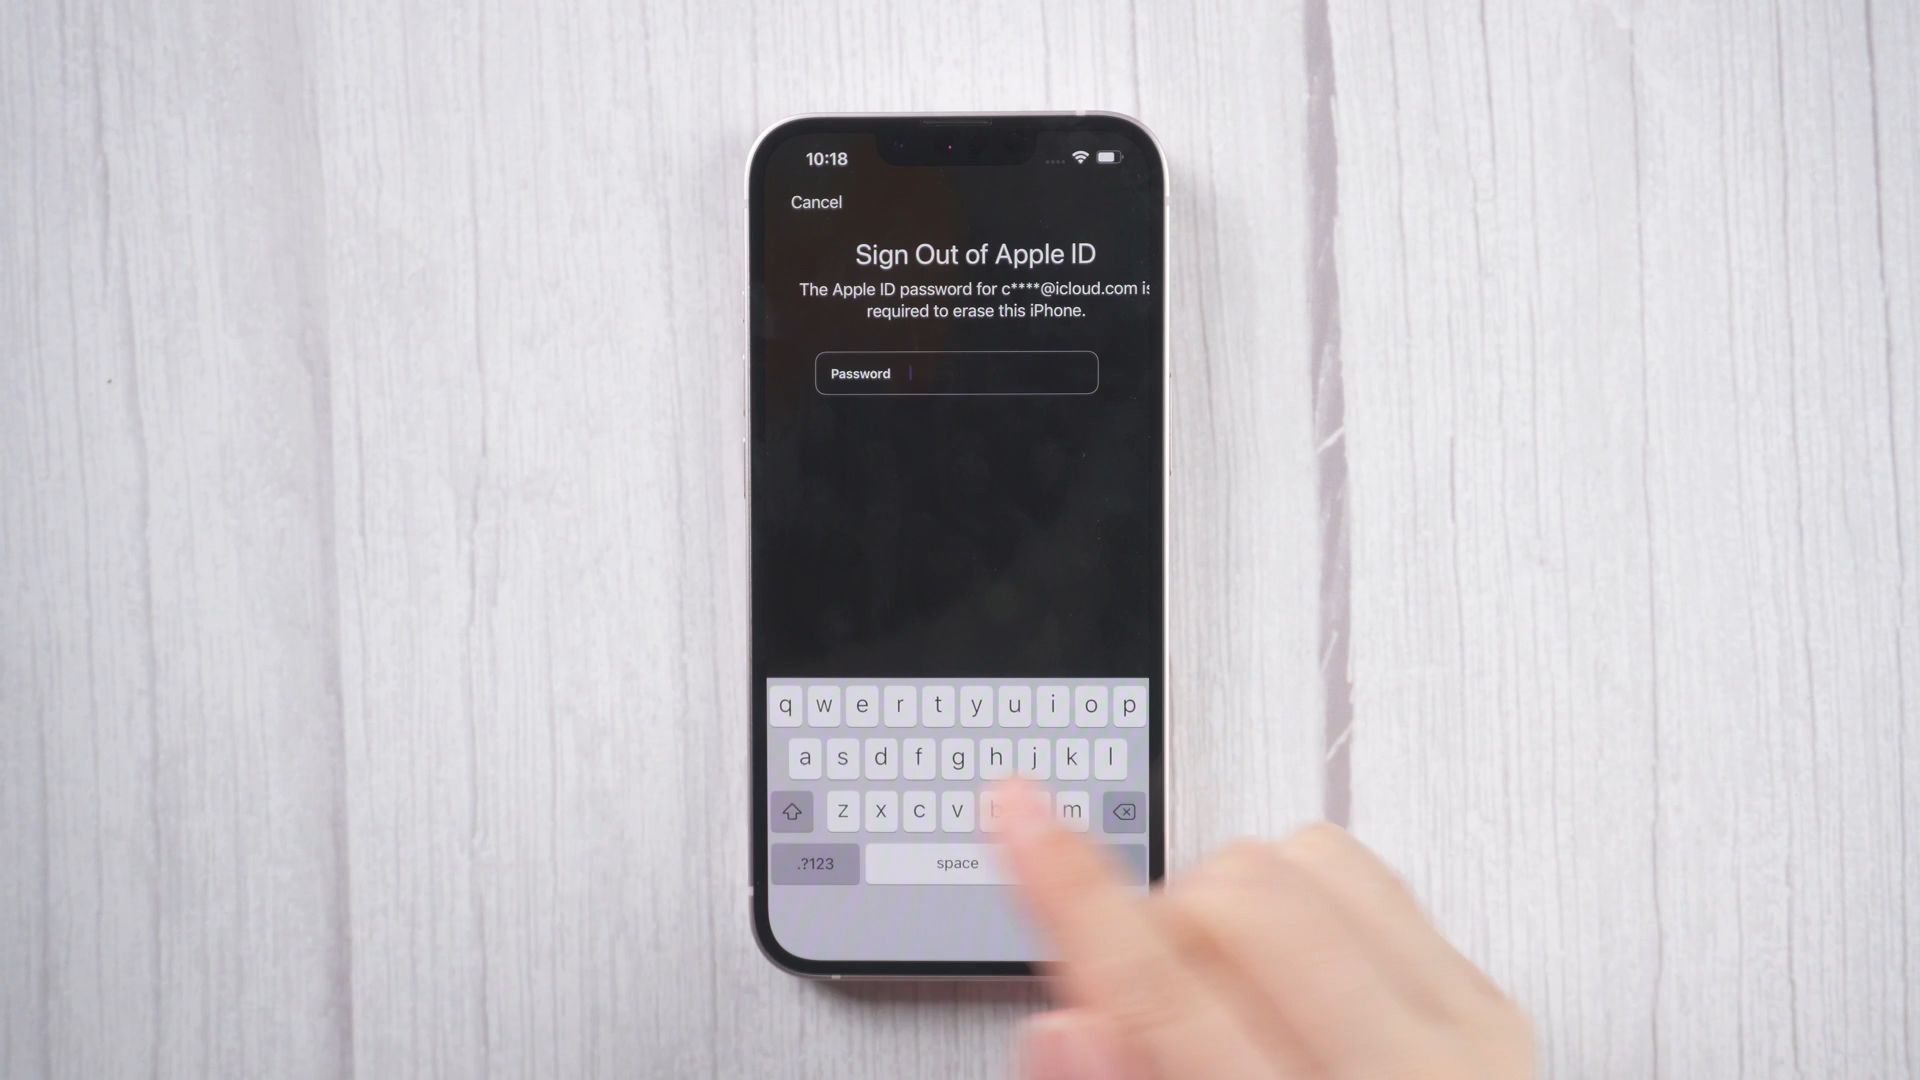 10:18
Cancel
Sign Out of Apple ID
The Apple ID password for c****@icloud.com is
required to erase this iPhone.
Password
q w e r t y u i o p
a s d f g h j k l
z x c v b m
.?123 space